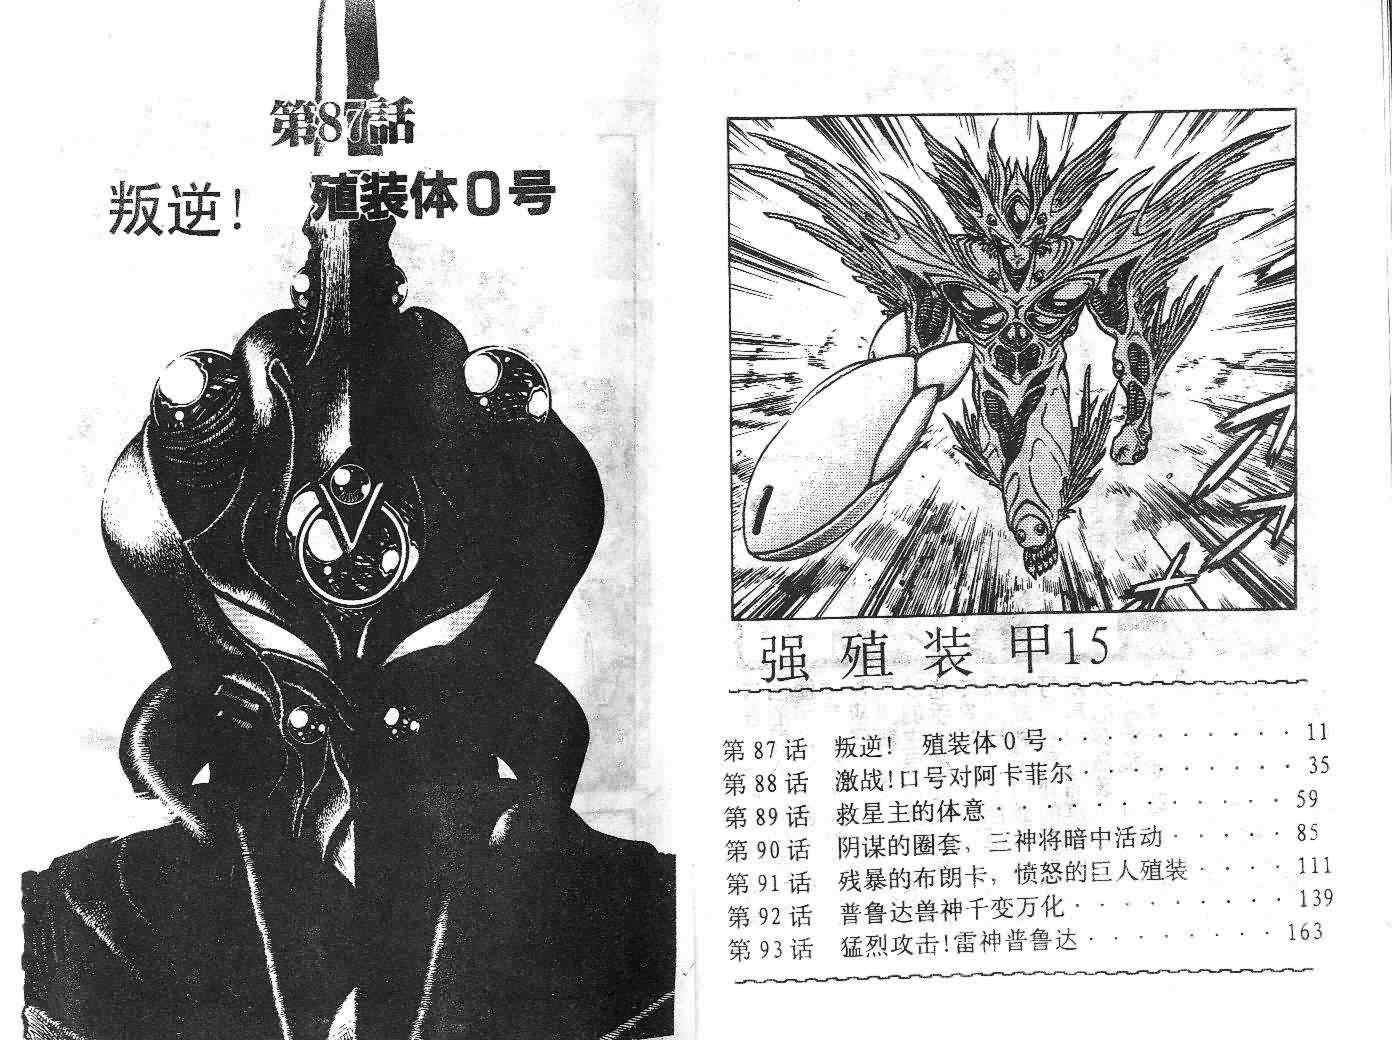 第87話
叛逆! 殖装体0号
强殖装甲15
第87话 叛逆! 殖装体0号 · · · · · · · · · · 11
第88话 激战!口号对阿卡菲尔 · · · · · · · · · 35
第89话 救星主的体意 · · · · · · · · · · · · 59
第90话 阴谋的圈套，三神将暗中活动 · · · · · 85
第91话 残暴的布朗卡，愤怒的巨人殖装 · · · · 111
第92话 普鲁达兽神千变万化 · · · · · · · · · 139
第93话 猛烈攻击!雷神普鲁达 · · · · · · · · 163